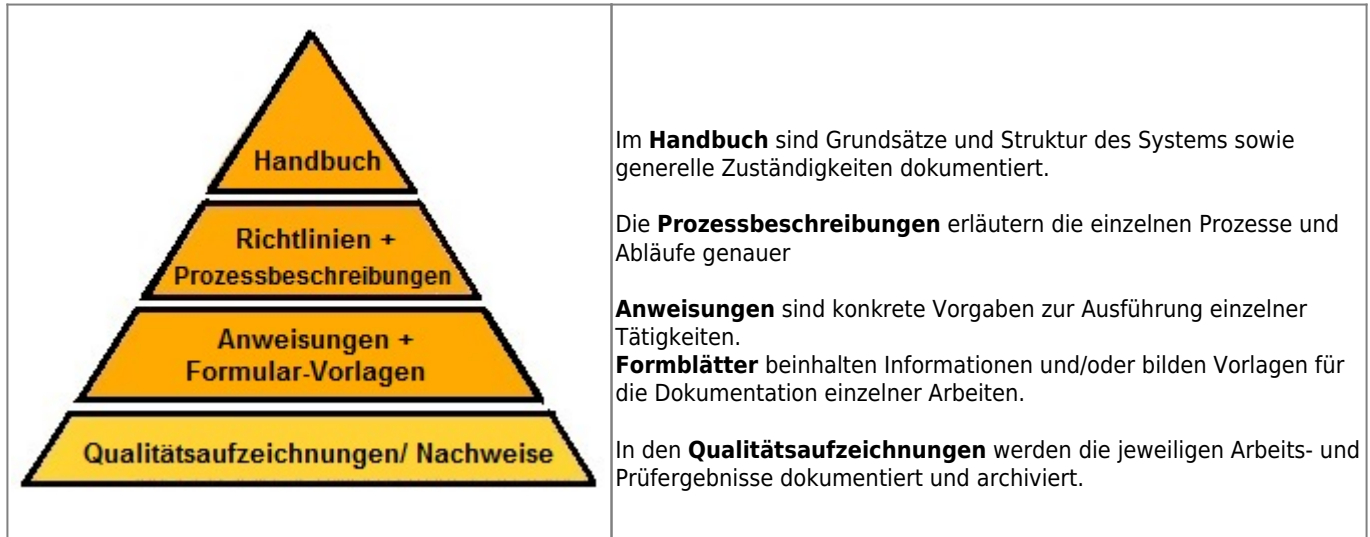 Handbuch
Richtlinien +
Prozessbeschreibungen
Anweisungen +
Formular-Vorlagen
Qualitätsaufzeichnungen/ Nachweise
Im Handbuch sind Grundsätze und Struktur des Systems sowie
generelle Zuständigkeiten dokumentiert.
Die Prozessbeschreibungen erläutern die einzelnen Prozesse und
Abläufe genauer
Anweisungen sind konkrete Vorgaben zur Ausführung einzelner
Tätigkeiten.
Formblätter beinhalten Informationen und/oder bilden Vorlagen für
die Dokumentation einzelner Arbeiten.
In den Qualitätsaufzeichnungen werden die jeweiligen Arbeits- und
Prüfergebnisse dokumentiert und archiviert.